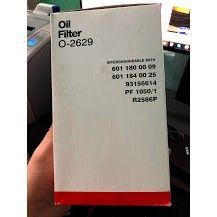 Oil
Filter
O-2629
INTERCHANGEABLE WITH
601 180 00 09
601 184 00 25
93156614
PF 1050/1
R2586P